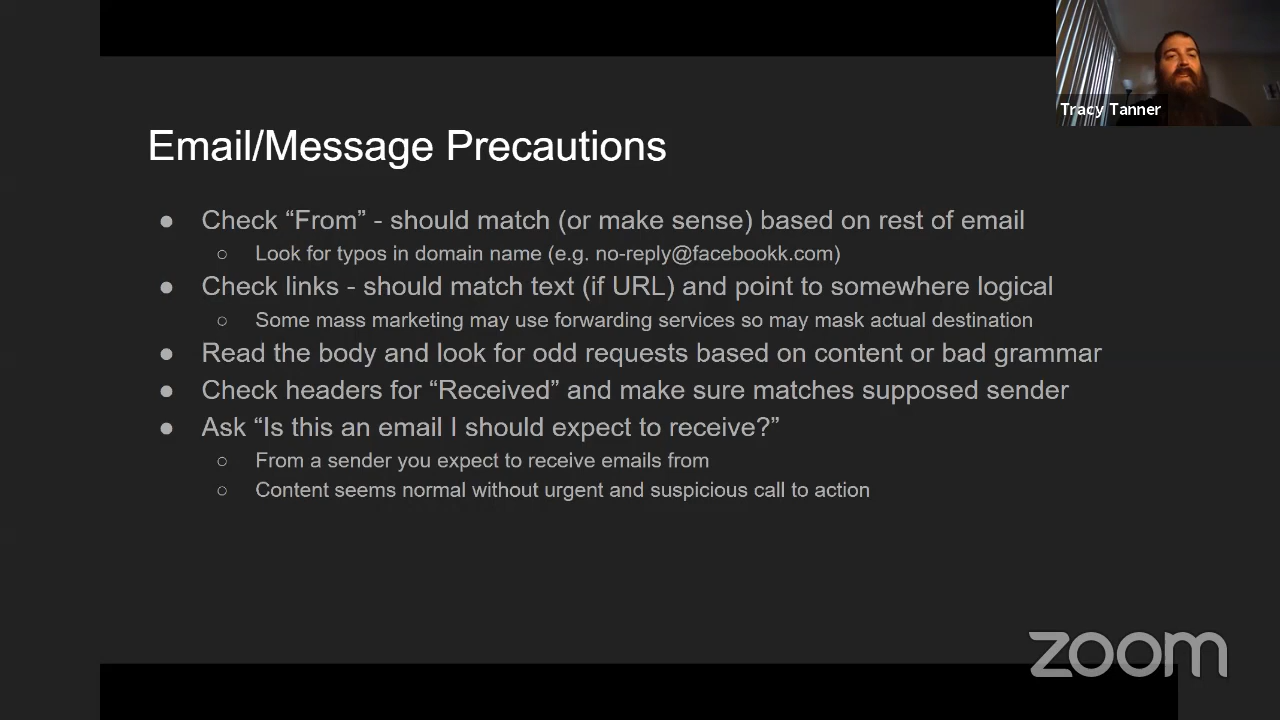 Tracy Tanner
Email/Message Precautions
● Check “From” - should match (or make sense) based on rest of email
○ Look for typos in domain name (e.g. no-reply@facebookk.com)
● Check links - should match text (if URL) and point to somewhere logical
○ Some mass marketing may use forwarding services so may mask actual destination
● Read the body and look for odd requests based on content or bad grammar
● Check headers for “Received” and make sure matches supposed sender
● Ask “Is this an email I should expect to receive?”
○ From a sender you expect to receive emails from
○ Content seems normal without urgent and suspicious call to action
zoom